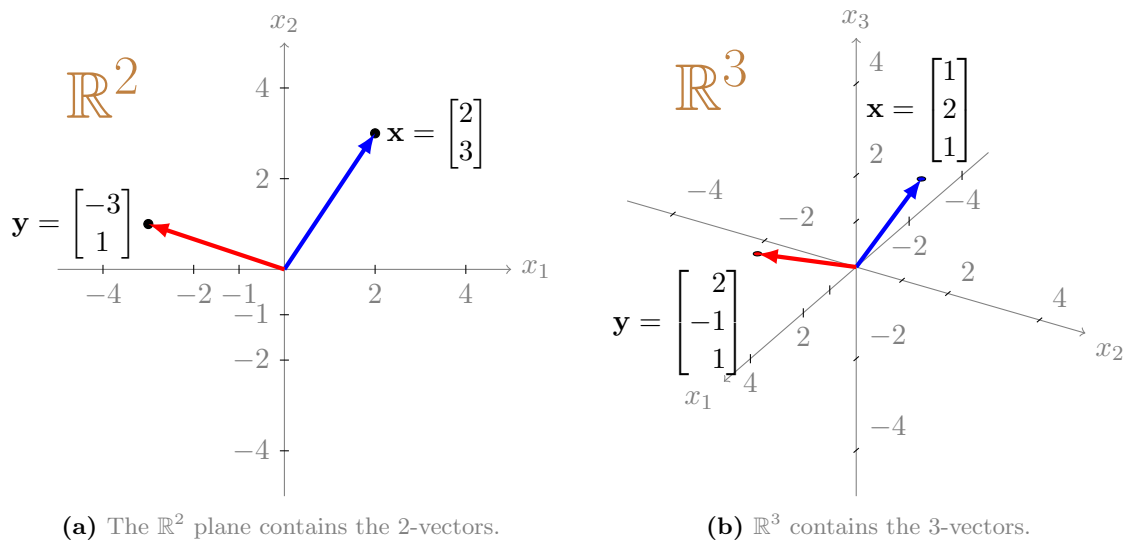 x₂
ℝ²
4
x = [2 3]
2
y = [−3 1]
x₁
−4 −2 −1 2 4
−1
−2
−4
(a) The ℝ² plane contains the 2-vectors.
x₃
ℝ³
4
x = [1 2 1]
2
−4
−4
−2
−2
2
4
x₂
y = [2 −1 1]
2
4
x₁
−2
−4
(b) ℝ³ contains the 3-vectors.